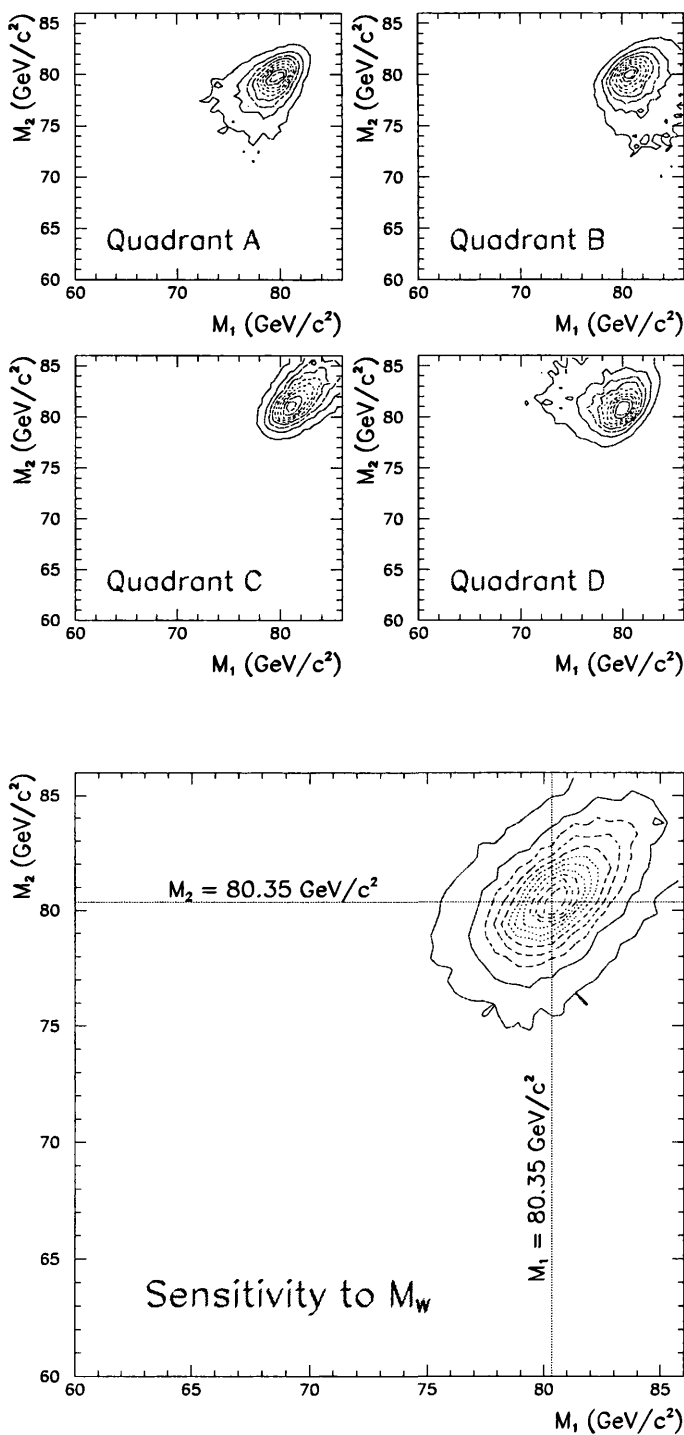 M₂ (GeV/c²)
85
80
75
70
65
60
Quadrant A
60
70
80
M₁ (GeV/c²)
M₂ (GeV/c²)
85
80
75
70
65
60
Quadrant B
60
70
80
M₁ (GeV/c²)
M₂ (GeV/c²)
85
80
75
70
65
60
Quadrant C
60
70
80
M₁ (GeV/c²)
M₂ (GeV/c²)
85
80
75
70
65
60
Quadrant D
60
70
80
M₁ (GeV/c²)
M₂ (GeV/c²)
85
80
75
70
65
60
M₂ = 80.35 GeV/c²
M₁ = 80.35 GeV/c²
Sensitivity to M_W
60
65
70
75
80
85
M₁ (GeV/c²)